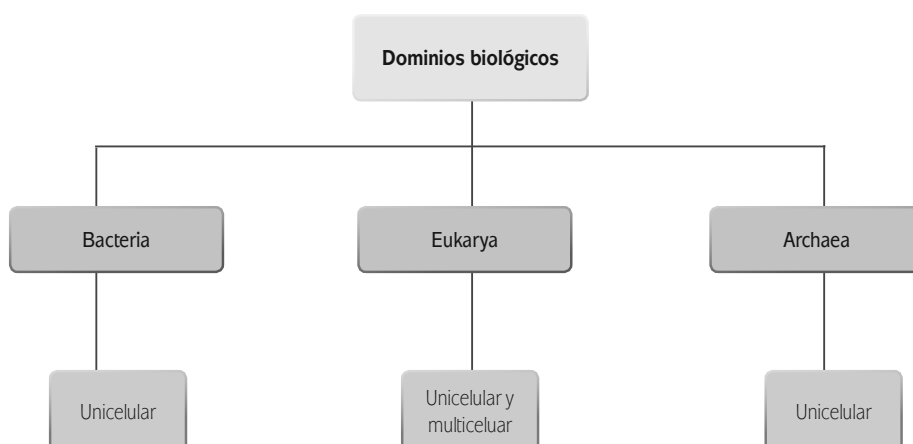 Dominios biológicos
Bacteria
Eukarya
Archaea
Unicelular
Unicelular y
multiceluar
Unicelular